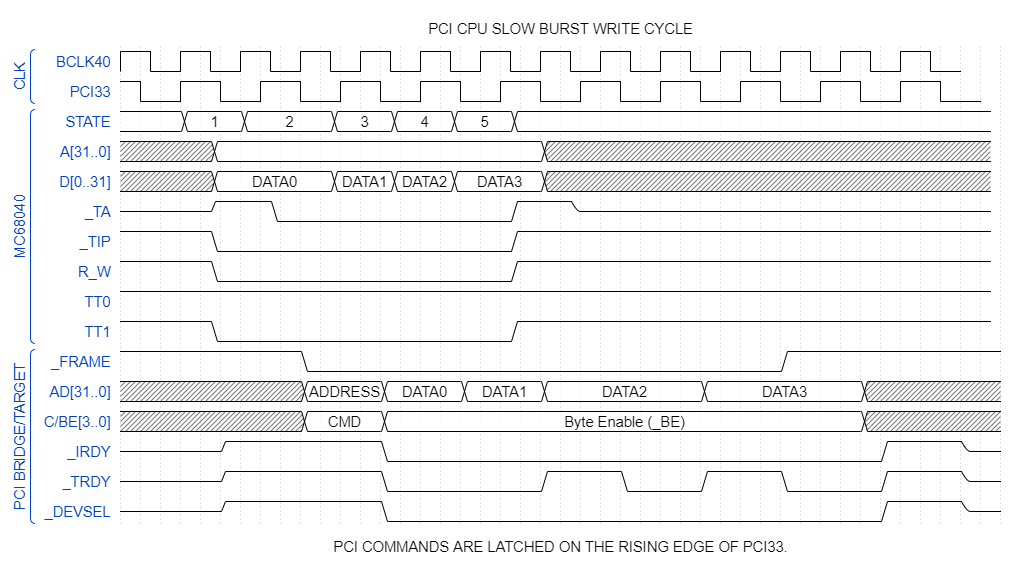 PCI CPU SLOW BURST WRITE CYCLE
CLK
BCLK40
PCI33
MC68040
STATE 1 2 3 4 5
A[31..0]
D[0..31] DATA0 DATA1 DATA2 DATA3
_TA
_TIP
R_W
TT0
TT1
PCI BRIDGE/TARGET
_FRAME
AD[31..0] ADDRESS DATA0 DATA1 DATA2 DATA3
C/BE[3..0] CMD Byte Enable (_BE)
_IRDY
_TRDY
_DEVSEL
PCI COMMANDS ARE LATCHED ON THE RISING EDGE OF PCI33.